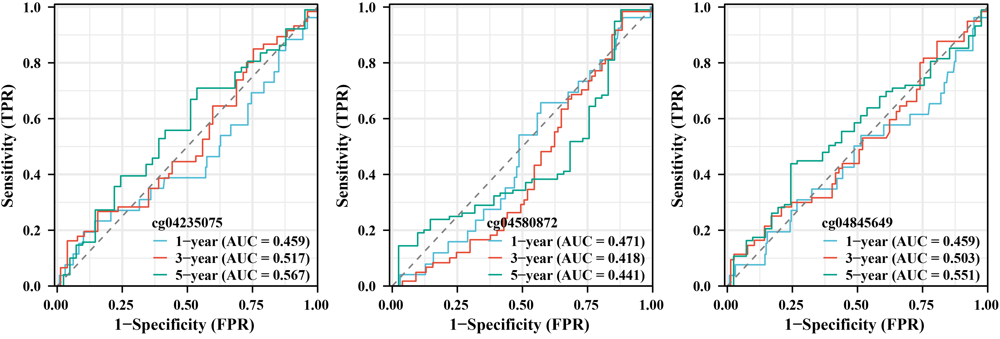 1.0
0.8
0.6
0.4
0.2
0.0
Sensitivity (TPR)
cg04235075
1-year (AUC = 0.459)
3-year (AUC = 0.517)
5-year (AUC = 0.567)
0.00 0.25 0.50 0.75 1.00
1−Specificity (FPR)
1.0
0.8
0.6
0.4
0.2
0.0
Sensitivity (TPR)
cg04580872
1-year (AUC = 0.471)
3-year (AUC = 0.418)
5-year (AUC = 0.441)
0.00 0.25 0.50 0.75 1.00
1−Specificity (FPR)
1.0
0.8
0.6
0.4
0.2
0.0
Sensitivity (TPR)
cg04845649
1-year (AUC = 0.459)
3-year (AUC = 0.503)
5-year (AUC = 0.551)
0.00 0.25 0.50 0.75 1.00
1−Specificity (FPR)